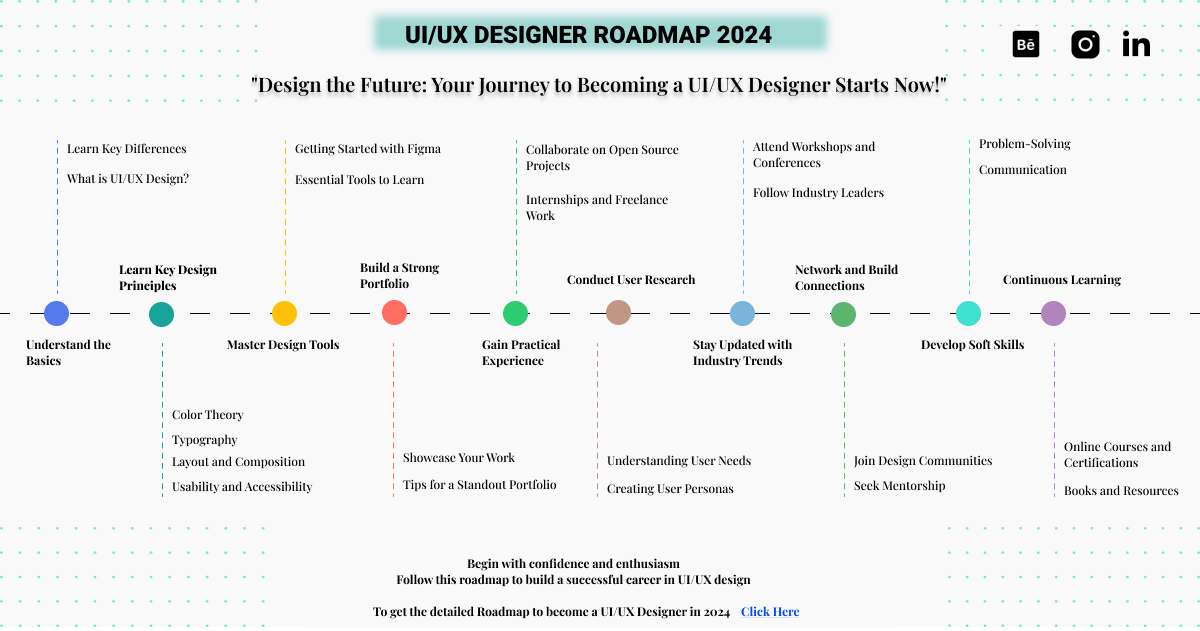 UI/UX DESIGNER ROADMAP 2024
Bē
in
"Design the Future: Your Journey to Becoming a UI/UX Designer Starts Now!"
Learn Key Differences
What is UI/UX Design?
Getting Started with Figma
Essential Tools to Learn
Collaborate on Open Source
Projects
Internships and Freelance
Work
Attend Workshops and
Conferences
Follow Industry Leaders
Problem-Solving
Communication
Learn Key Design
Principles
Build a Strong
Portfolio
Conduct User Research
Network and Build
Connections
Continuous Learning
Understand the
Basics
Master Design Tools
Gain Practical
Experience
Stay Updated with
Industry Trends
Develop Soft Skills
Color Theory
Typography
Layout and Composition
Usability and Accessibility
Showcase Your Work
Tips for a Standout Portfolio
Understanding User Needs
Creating User Personas
Join Design Communities
Seek Mentorship
Online Courses and
Certifications
Books and Resources
Begin with confidence and enthusiasm
Follow this roadmap to build a successful career in UI/UX design
To get the detailed Roadmap to become a UI/UX Designer in 2024 Click Here